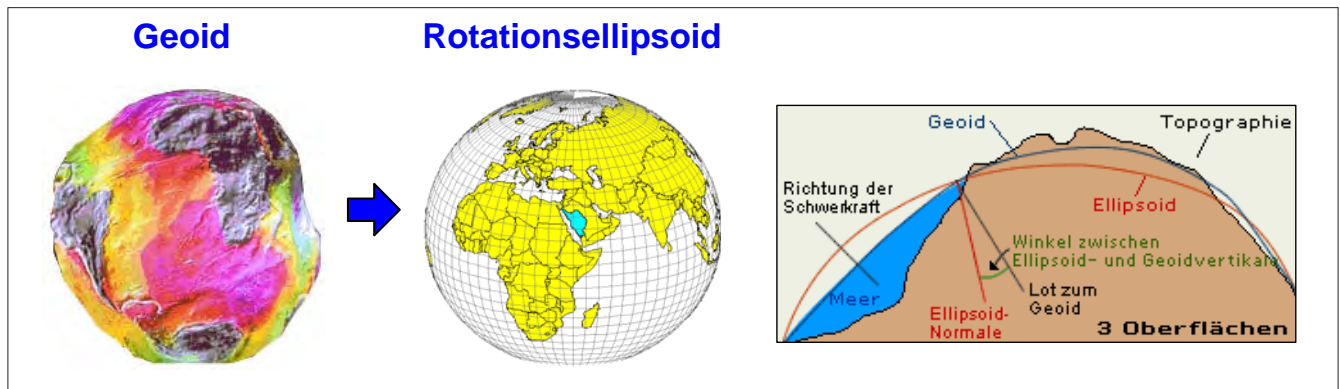 Geoid
Rotationsellipsoid
Geoid
Topographie
Richtung der
Schwerkraft
Ellipsoid
Winkel zwischen
Ellipsoid- und Geoidvertikale
Meer
Ellipsoid-
Normale
Lot zum
Geoid
3 Oberflächen